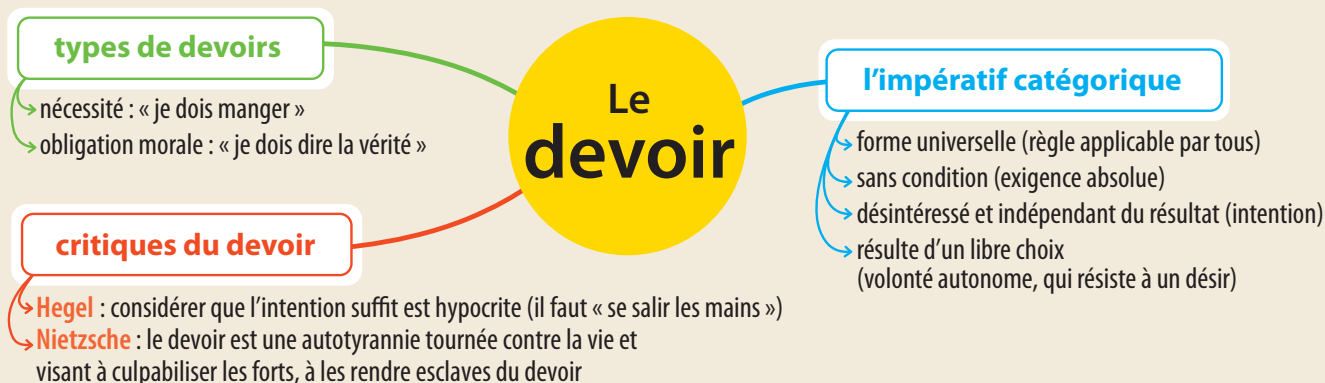 Le
devoir
types de devoirs
nécessité : « je dois manger »
obligation morale : « je dois dire la vérité »
critiques du devoir
Hegel : considérer que l’intention suffit est hypocrite (il faut « se salir les mains »)
Nietzsche : le devoir est une autotyrannie tournée contre la vie et
visant à culpabiliser les forts, à les rendre esclaves du devoir
l’impératif catégorique
forme universelle (règle applicable par tous)
sans condition (exigence absolue)
désintéressé et indépendant du résultat (intention)
résulte d’un libre choix
(volonté autonome, qui résiste à un désir)